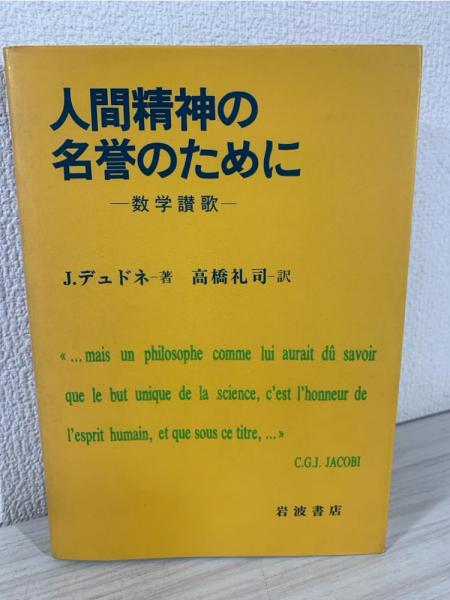 人間精神の
名誉のために
―数学讃歌―
J.デュドネ―著　高橋礼司―訳
«...mais un philosophe comme lui aurait dû savoir
que le but unique de la science, c'est l'honneur de
l'esprit humain, et que sous ce titre, ...»
C.G.J. JACOBI
岩波書店